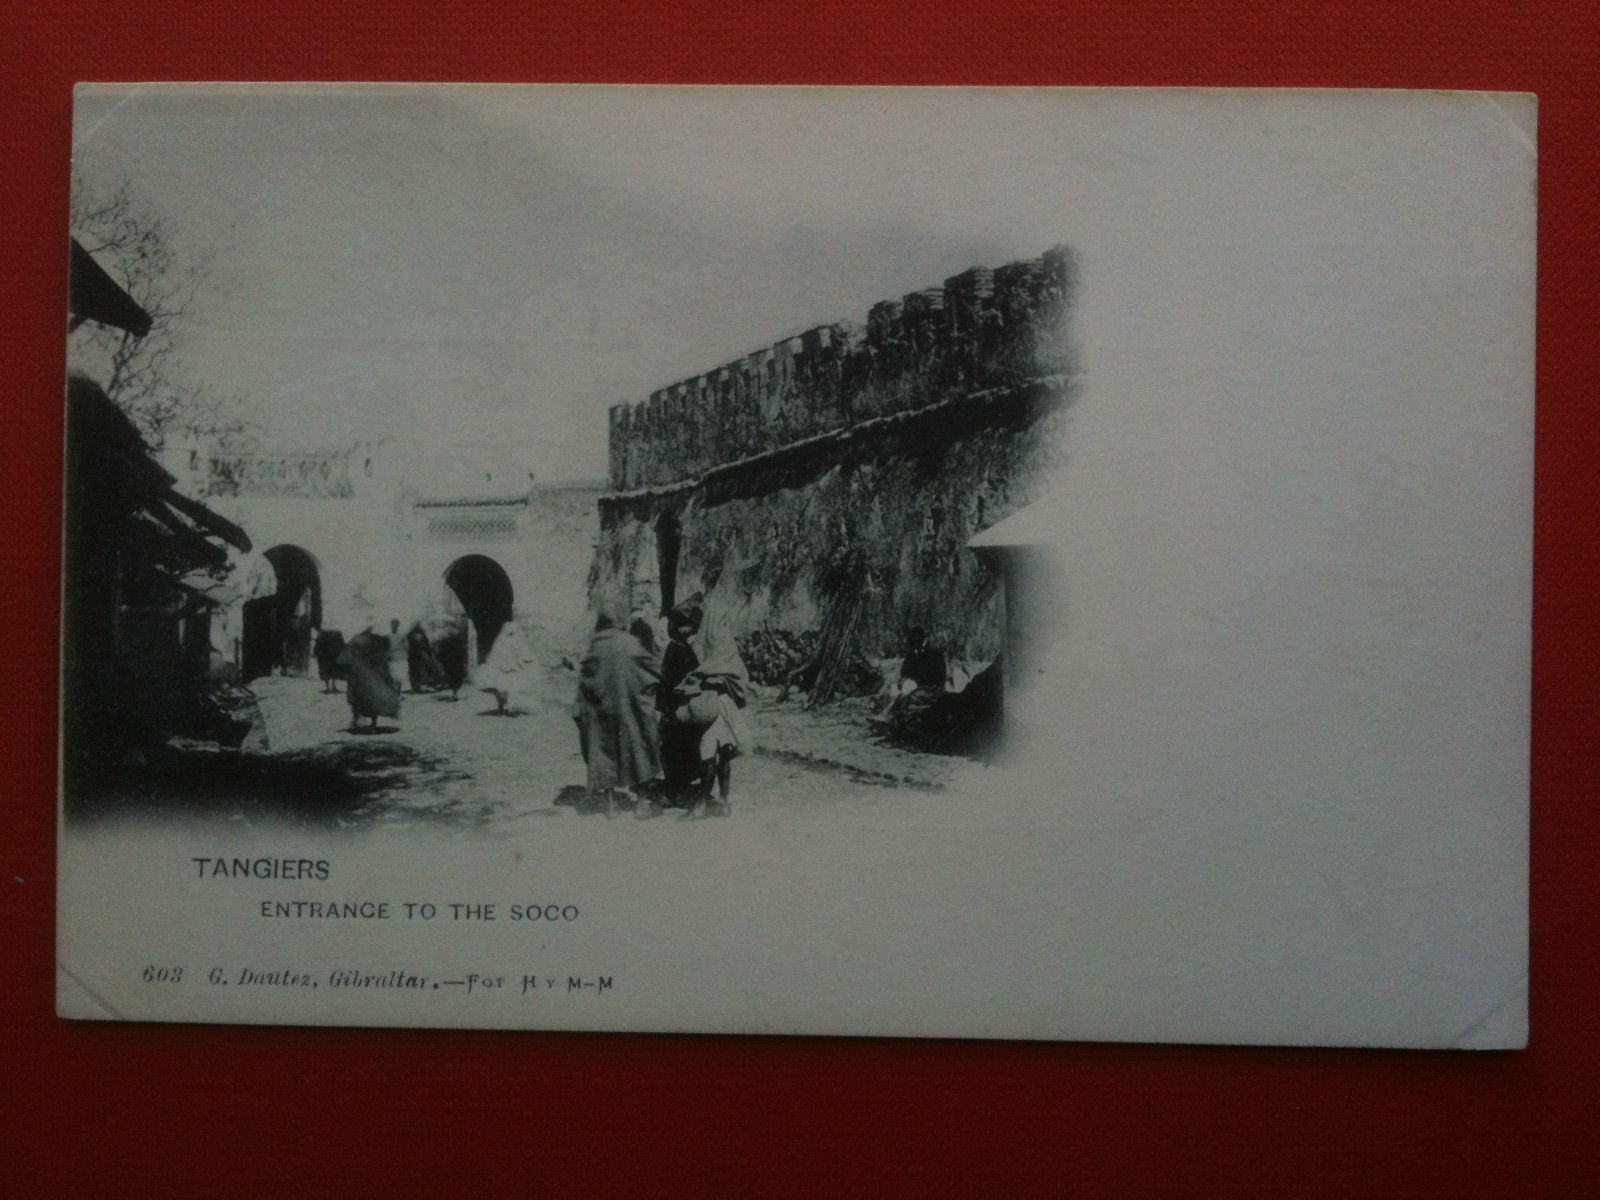 TANGIERS
ENTRANCE TO THE SOCO
603 G. Dautez, Gibraltar.—FOT H Y M-M